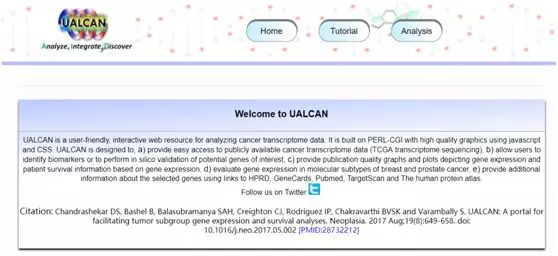 UALCAN
Analyze, Integrate, Discover
Home
Tutorial
Analysis
Welcome to UALCAN
UALCAN is a user-friendly, interactive web resource for analyzing cancer transcriptome data. It is built on PERL-CGI with high quality graphics using javascript
and CSS. UALCAN is designed to, a) provide easy access to publicly available cancer transcriptome data (TCGA transcriptome sequencing), b) allow users to
identify biomarkers or to perform in silico validation of potential genes of interest, c) provide publication quality graphs and plots depicting gene expression and
patient survival information based on gene expression, d) evaluate gene expression in molecular subtypes of breast and prostate cancer, e) provide additional
information about the selected genes using links to HPRD, GeneCards, Pubmed, TargetScan and The human protein atlas.
Follow us on Twitter
Citation: Chandrashekar DS, Bashel B, Balasubramanya SAH, Creighton CJ, Rodriguez IP, Chakravarthi BVSK and Varambally S. UALCAN: A portal for
facilitating tumor subgroup gene expression and survival analyses. Neoplasia. 2017 Aug;19(8):649-658. doi:
10.1016/j.neo.2017.05.002 [PMID:28732212]